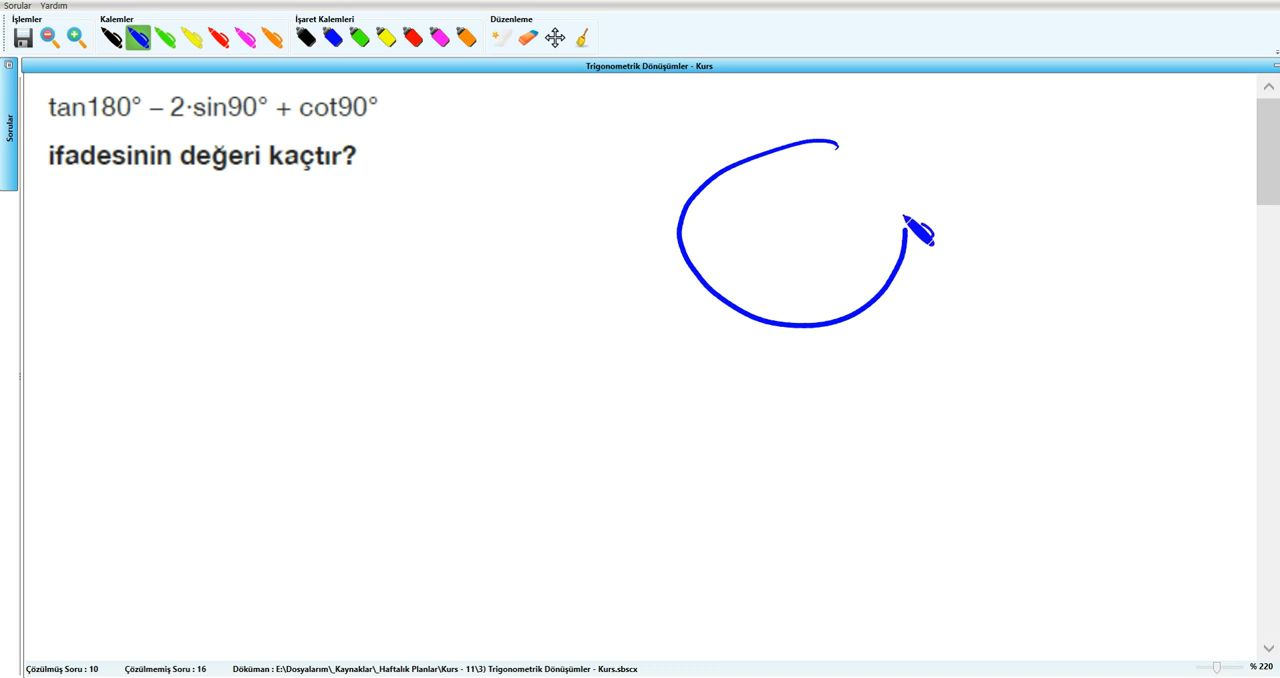 Sorular Yardım
İşlemler Kalemler İşaret Kalemleri Düzenleme
Trigonometrik Dönüşümler - Kurs
Sorular
tan180° – 2·sin90° + cot90°
ifadesinin değeri kaçtır?
Çözülmüş Soru : 10 Çözülmemiş Soru : 16 Döküman : E:\Dosyalarım\_Kaynaklar\_Haftalık Planlar\Kurs - 11\3) Trigonometrik Dönüşümler - Kurs.sbscx % 220